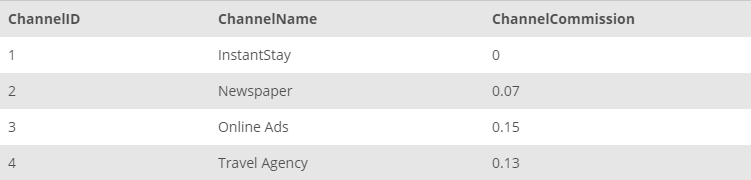 ChannelID ChannelName ChannelCommission
1 InstantStay 0
2 Newspaper 0.07
3 Online Ads 0.15
4 Travel Agency 0.13